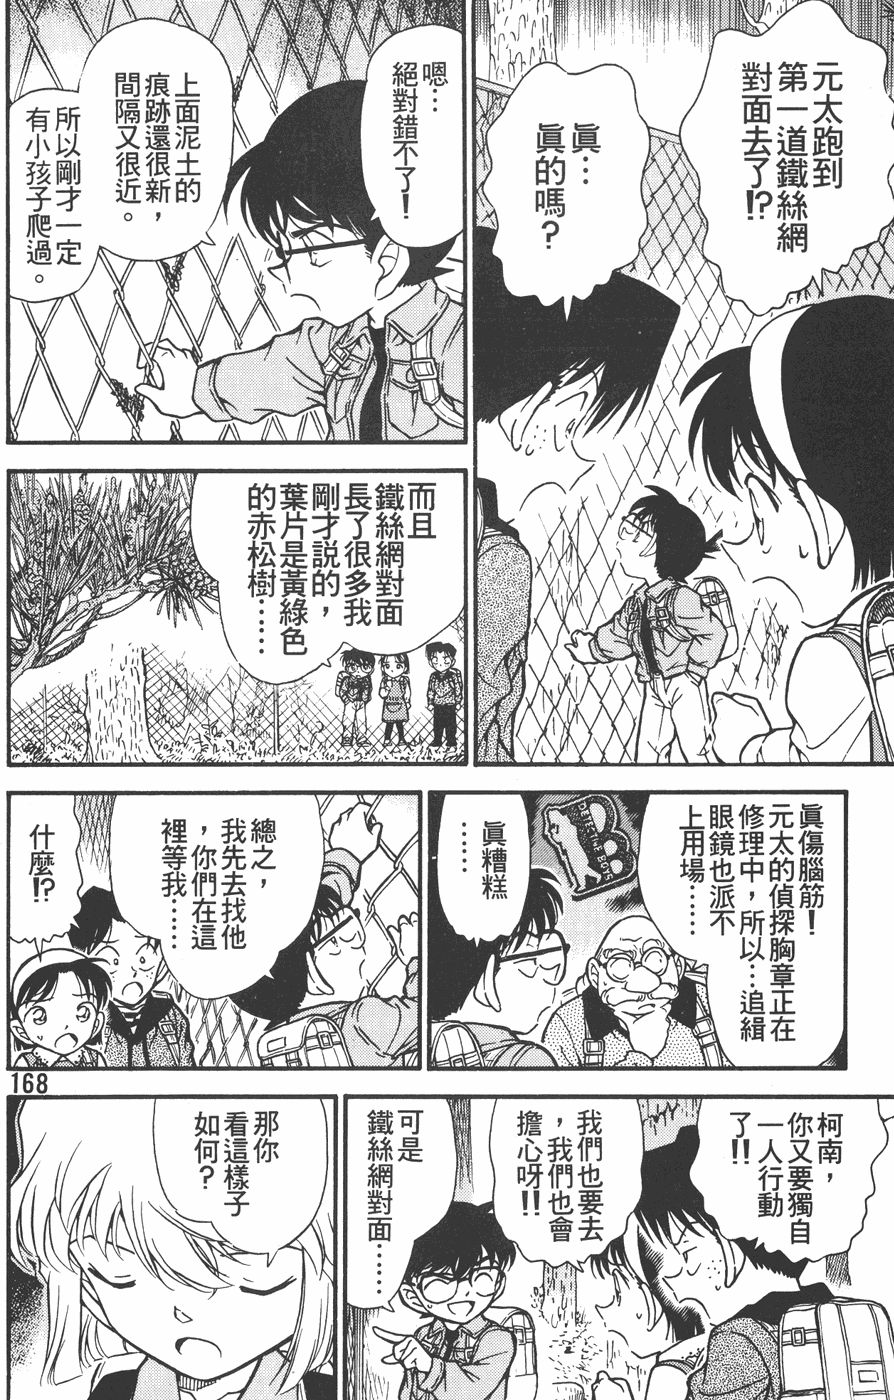 元太跑到
第一道鐵絲網
對面去了!?
眞…
眞的嗎?
嗯…
絕對錯不了!
上面泥土的
痕跡還很新，
間隔又很近。
所以剛才一定
有小孩子爬過。
而且
鐵絲網對面
長了很多我
剛才説的，
葉片是黃綠色
的赤松樹……
眞傷腦筋!
元太的偵探胸章正在
修理中，所以…追緝
眼鏡也派不
上用場……
DETECTIVE BOYS
眞糟糕
……
總之，
我先去找他
，你們在這
裡等我……
什麼!?
168
柯南，
你又要獨自
一人行動
了!!
我們也要去
，我們也會
擔心呀!!
可是
鐵絲網對面……
那你
看這樣子
如何?